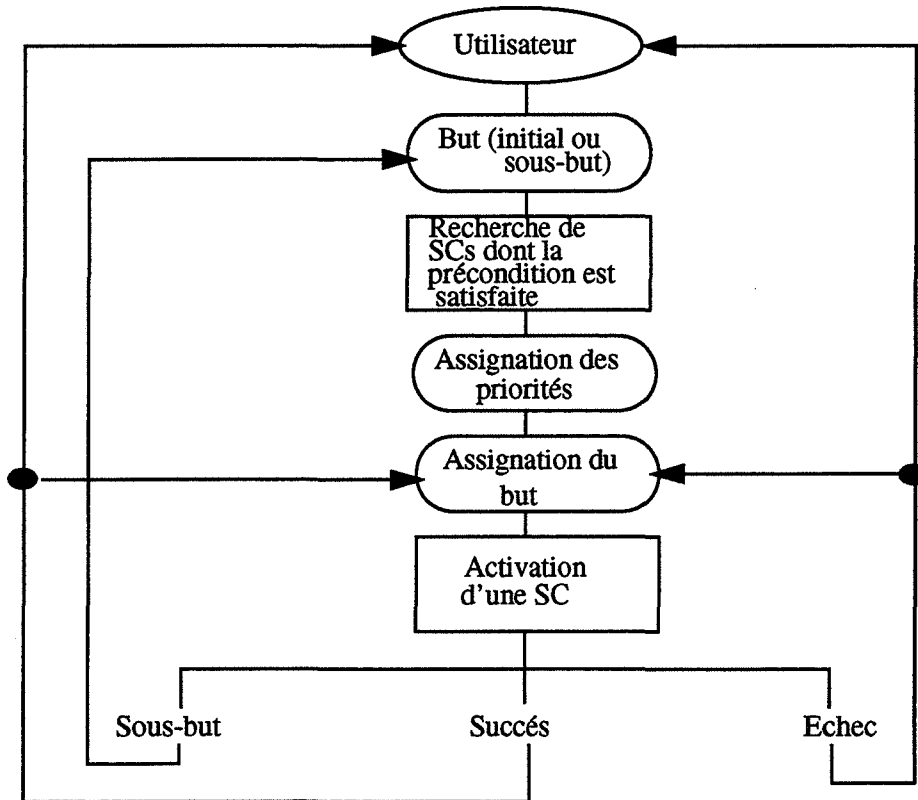 Utilisateur
But (initial ou
sous-but)
Recherche de
SCs dont la
précondition est
satisfaite
Assignation des
priorités
Assignation du
but
Activation
d'une SC
Sous-but
Succés
Echec